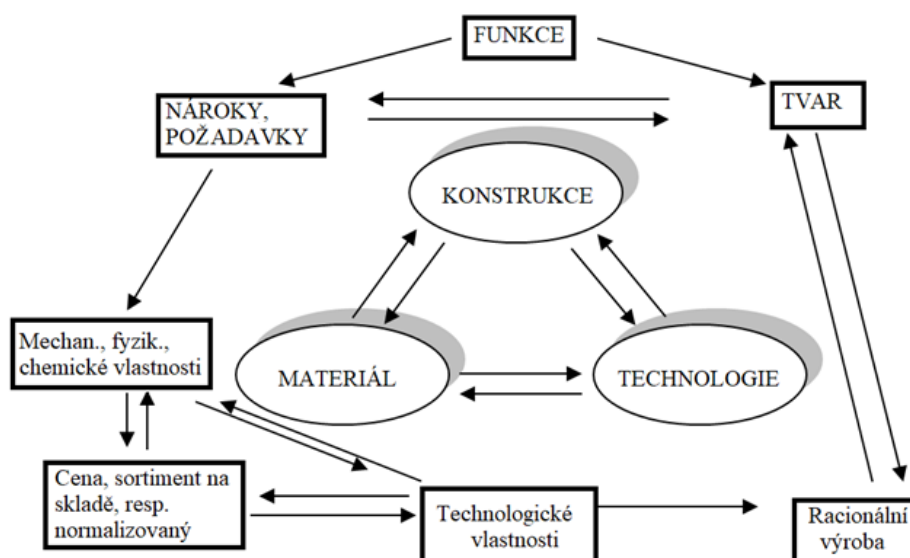 FUNKCE
NÁROKY,
POŽADAVKY
TVAR
KONSTRUKCE
Mechan., fyzik.,
chemické vlastnosti
MATERIÁL
TECHNOLOGIE
Cena, sortiment na
skladě, resp.
normalizovaný
Technologické
vlastnosti
Racionální
výroba